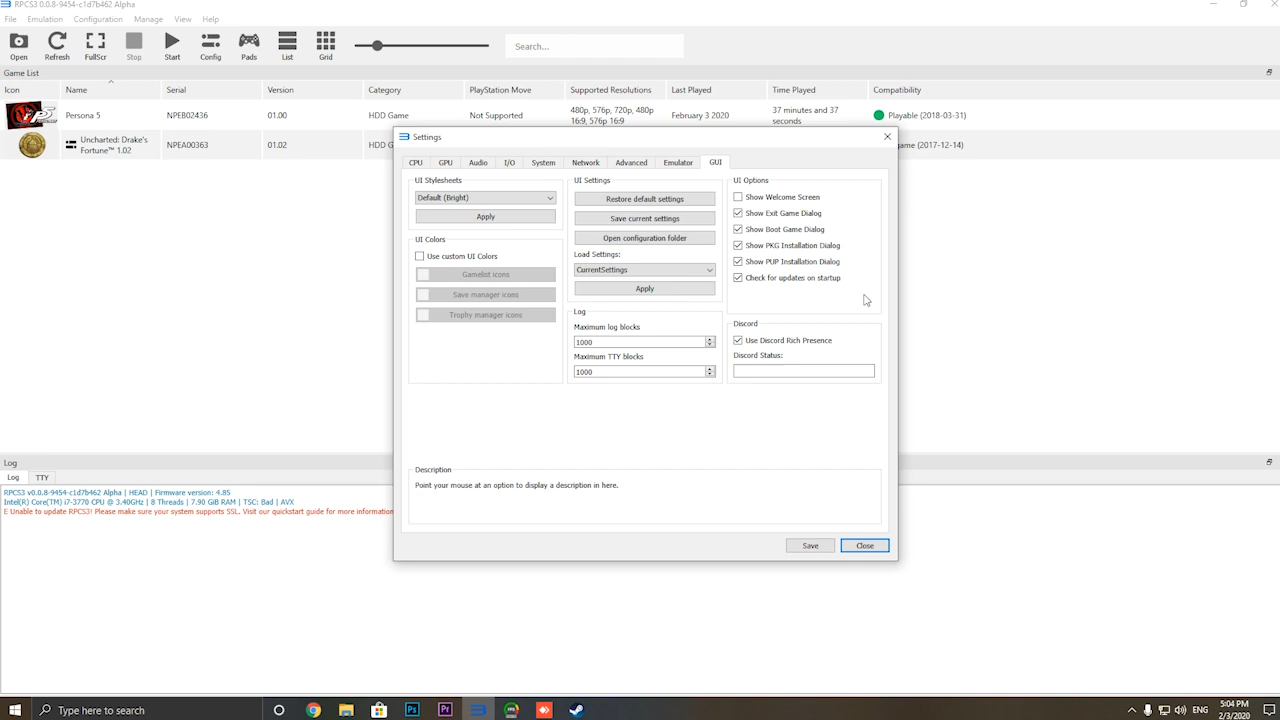 RPCS3 0.0.8-9454-c1d7b462 Alpha
File Emulation Configuration Manage View Help
Open Refresh FullScr Stop Start Config Pads List Grid
Search...
Game List
Icon Name Serial Version Category PlayStation Move Supported Resolutions Last Played Time Played Compatibility
Persona 5 NPEB02436 01.00 HDD Game Not Supported 480p, 576p, 720p, 480p 16:9, 576p 16:9 February 3 2020 37 minutes and 37 seconds Playable (2018-03-31)
Uncharted: Drake's Fortune™ 1.02 NPEA00363 01.02 HDD G game (2017-12-14)
Settings
CPU GPU Audio I/O System Network Advanced Emulator GUI
UI Stylesheets
Default (Bright)
Apply
UI Colors
Use custom UI Colors
Gamelist icons
Save manager icons
Trophy manager icons
UI Settings
Restore default settings
Save current settings
Open configuration folder
Load Settings:
CurrentSettings
Apply
Log
Maximum log blocks
1000
Maximum TTY blocks
1000
UI Options
Show Welcome Screen
Show Exit Game Dialog
Show Boot Game Dialog
Show PKG Installation Dialog
Show PUP Installation Dialog
Check for updates on startup
Discord
Use Discord Rich Presence
Discord Status:
Description
Point your mouse at an option to display a description in here.
Save Close
Log
Log TTY
RPCS3 v0.0.8-9454-c1d7b462 Alpha | HEAD | Firmware version: 4.85
Intel(R) Core(TM) i7-3770 CPU @ 3.40GHz | 8 Threads | 7.90 GiB RAM | TSC: Bad | AVX
E Unable to update RPCS3! Please make sure your system supports SSL. Visit our quickstart guide for more information
Type here to search
Ps Pr
ENG
5:04 PM
2/3/2020